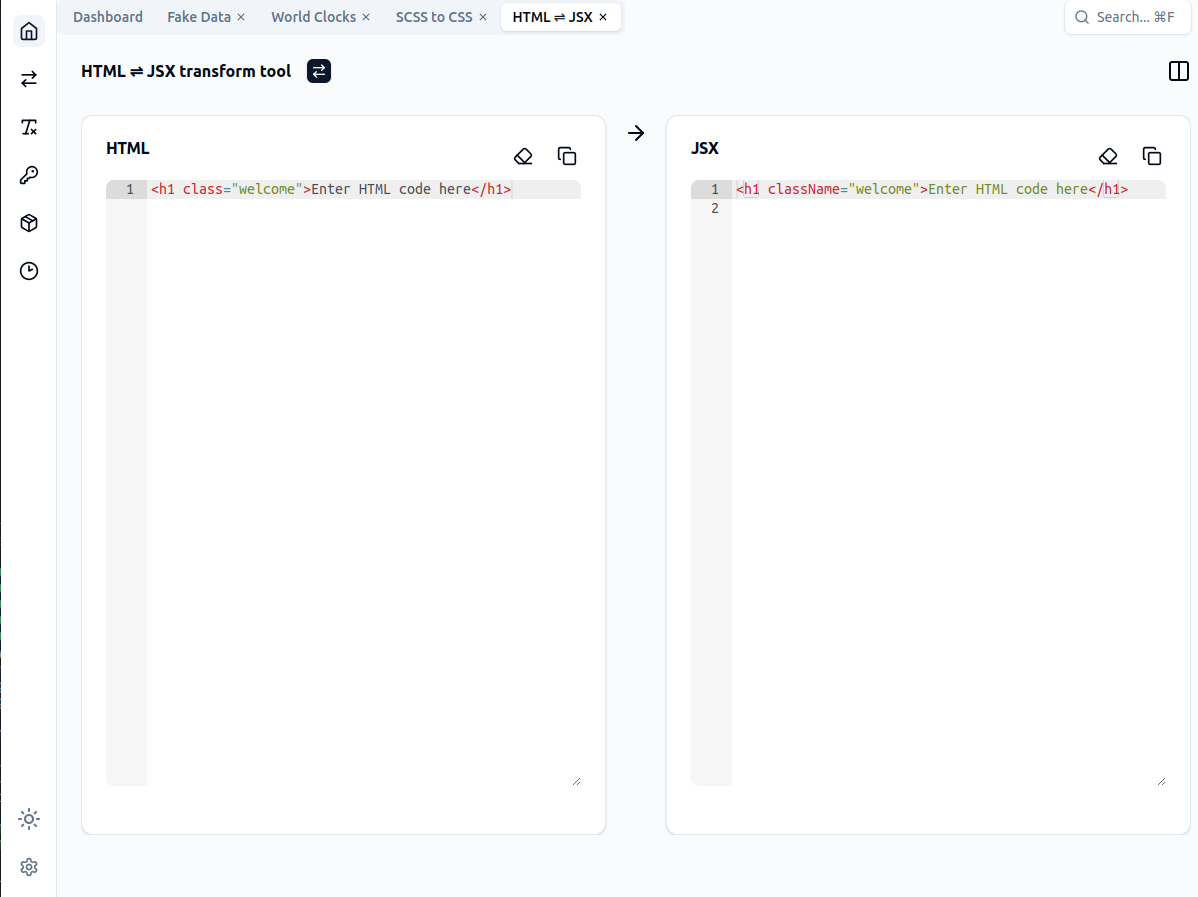 Dashboard Fake Data × World Clocks × SCSS to CSS × HTML ⇌ JSX × Search... ⌘F
HTML ⇌ JSX transform tool
HTML
1 <h1 class="welcome">Enter HTML code here</h1>
JSX
1 <h1 className="welcome">Enter HTML code here</h1>
2